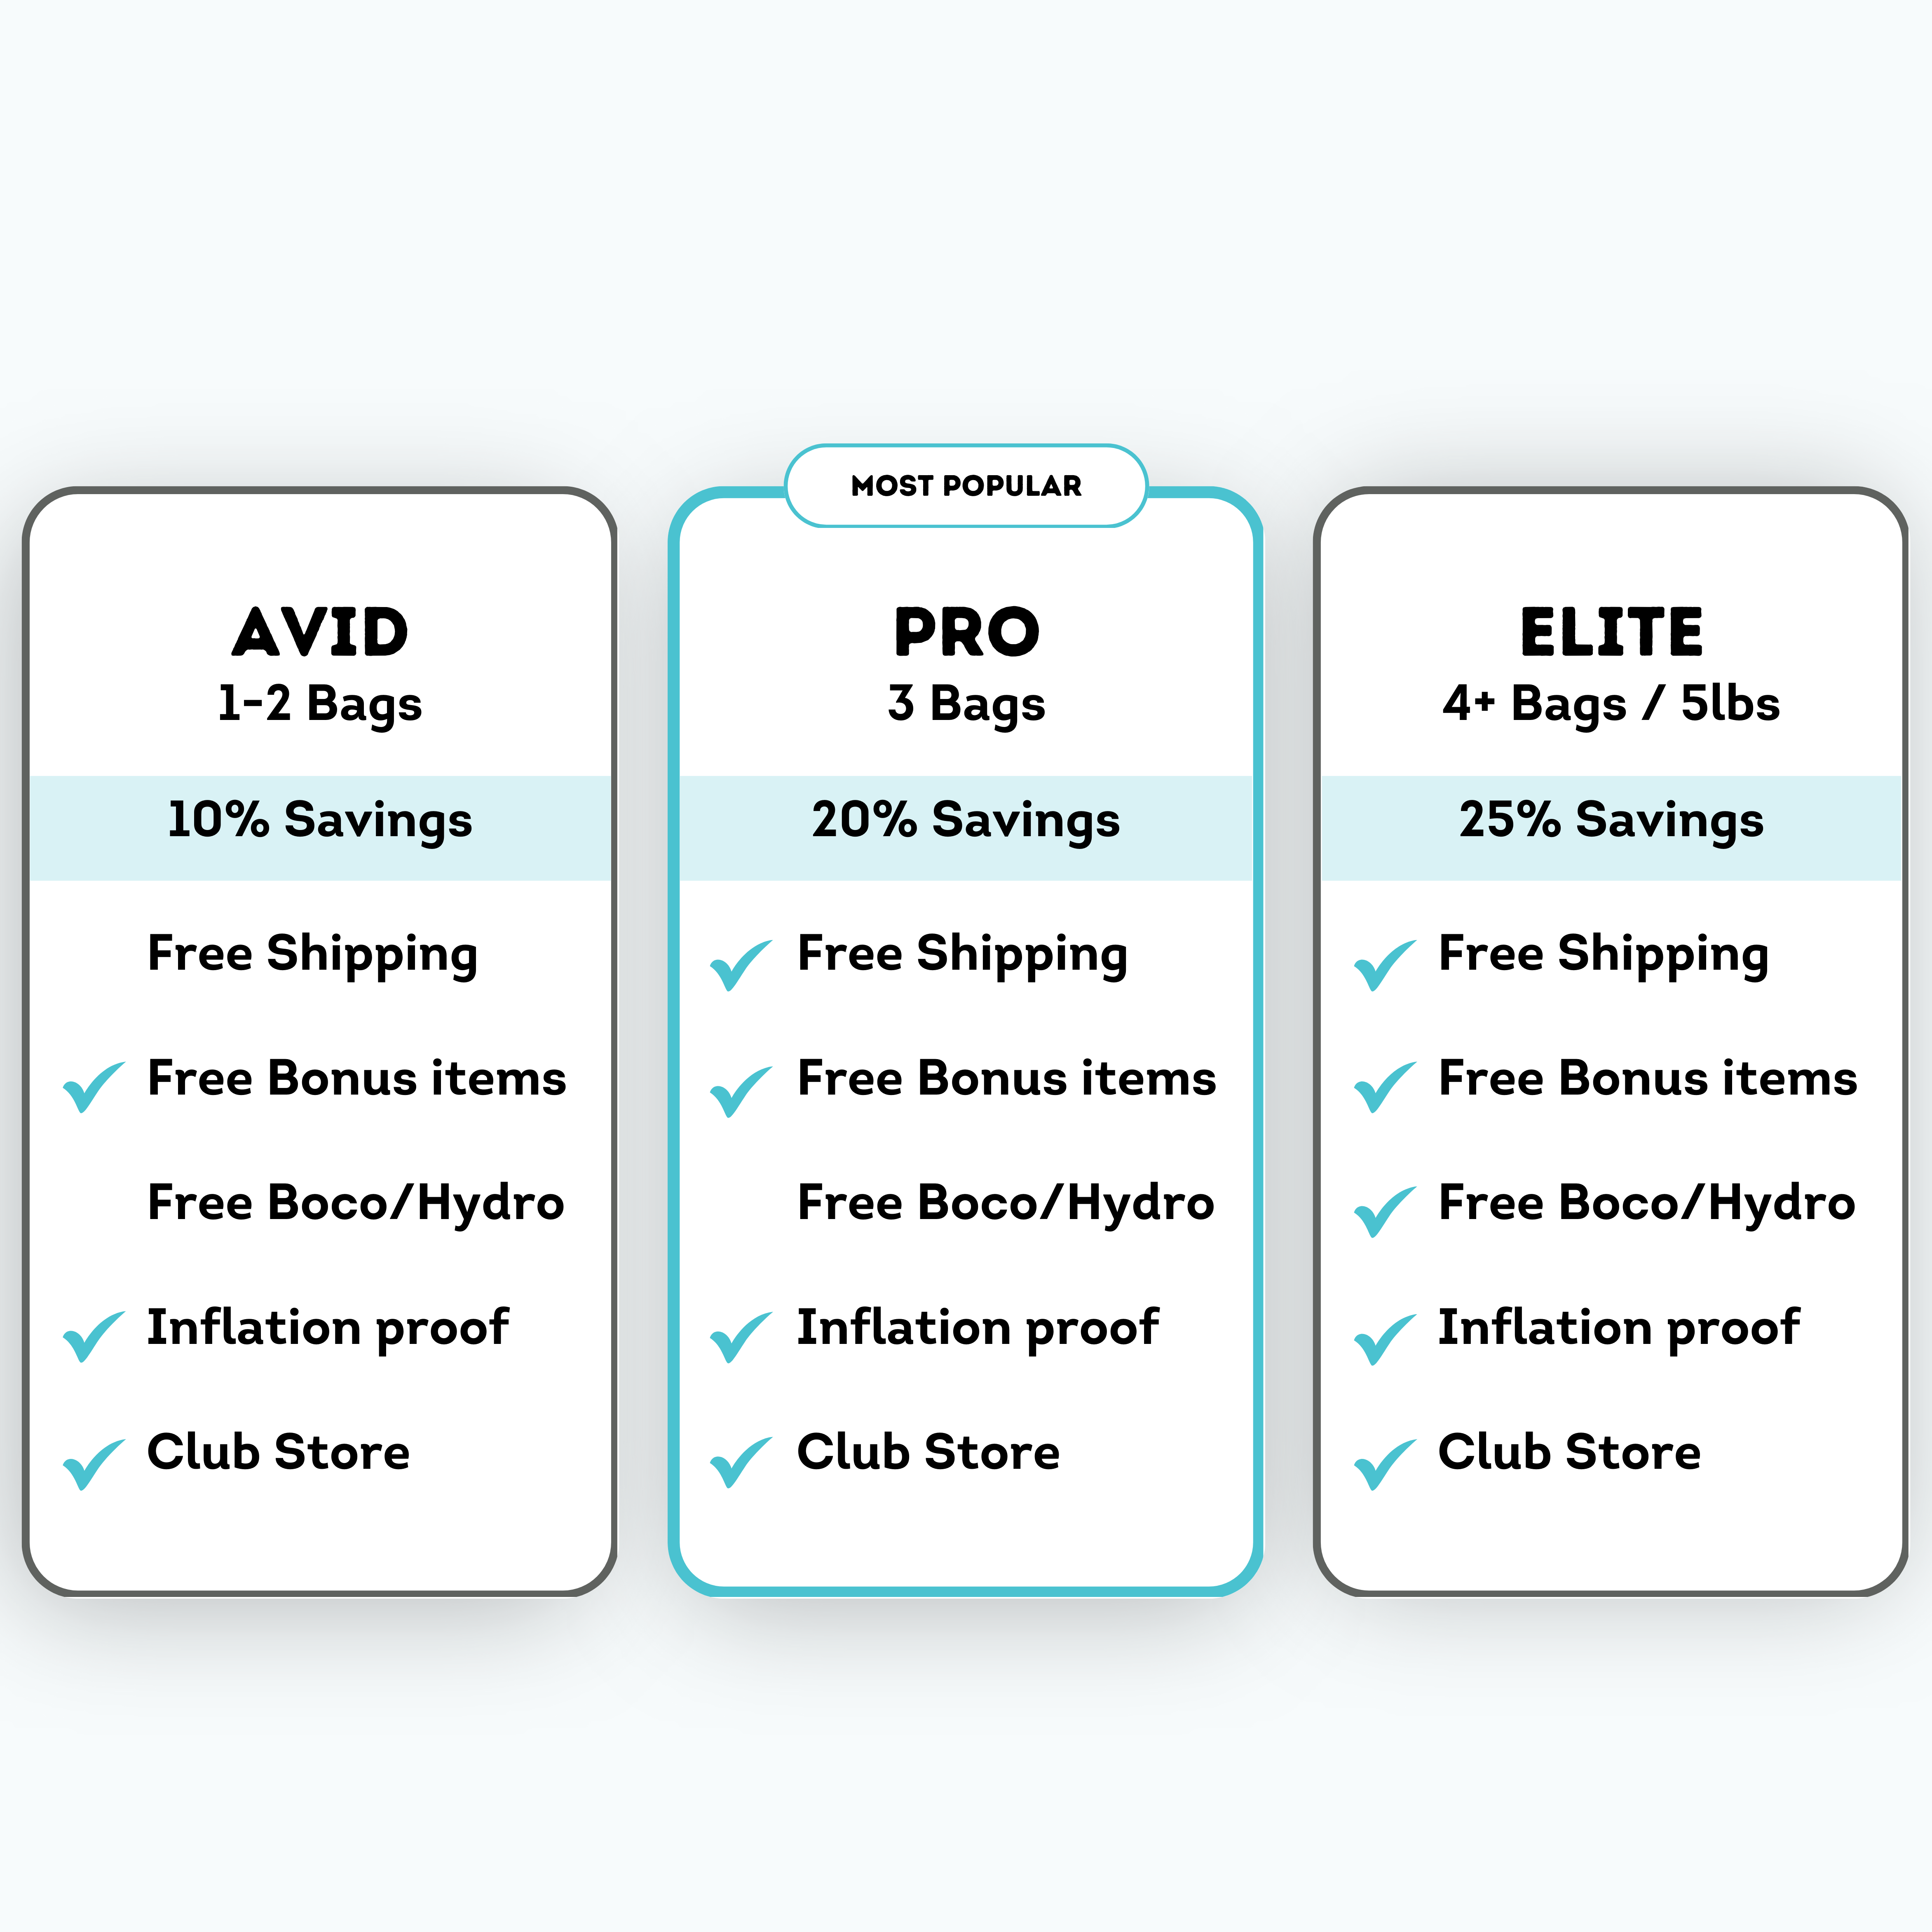 MOST POPULAR
AVID
1-2 Bags
10% Savings
Free Shipping
Free Bonus items
Free Boco/Hydro
Inflation proof
Club Store
PRO
3 Bags
20% Savings
Free Shipping
Free Bonus items
Free Boco/Hydro
Inflation proof
Club Store
ELITE
4+ Bags / 5lbs
25% Savings
Free Shipping
Free Bonus items
Free Boco/Hydro
Inflation proof
Club Store